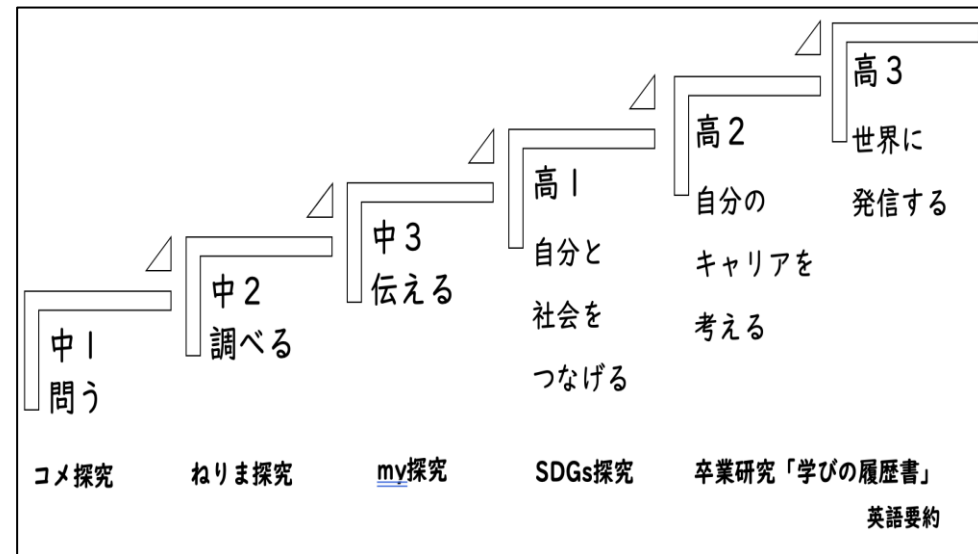 中1
問う
中2
調べる
中3
伝える
高1
自分と
社会を
つなげる
高2
自分の
キャリアを
考える
高3
世界に
発信する
コメ探究
ねりま探究
my探究
SDGs探究
卒業研究「学びの履歴書」
英語要約